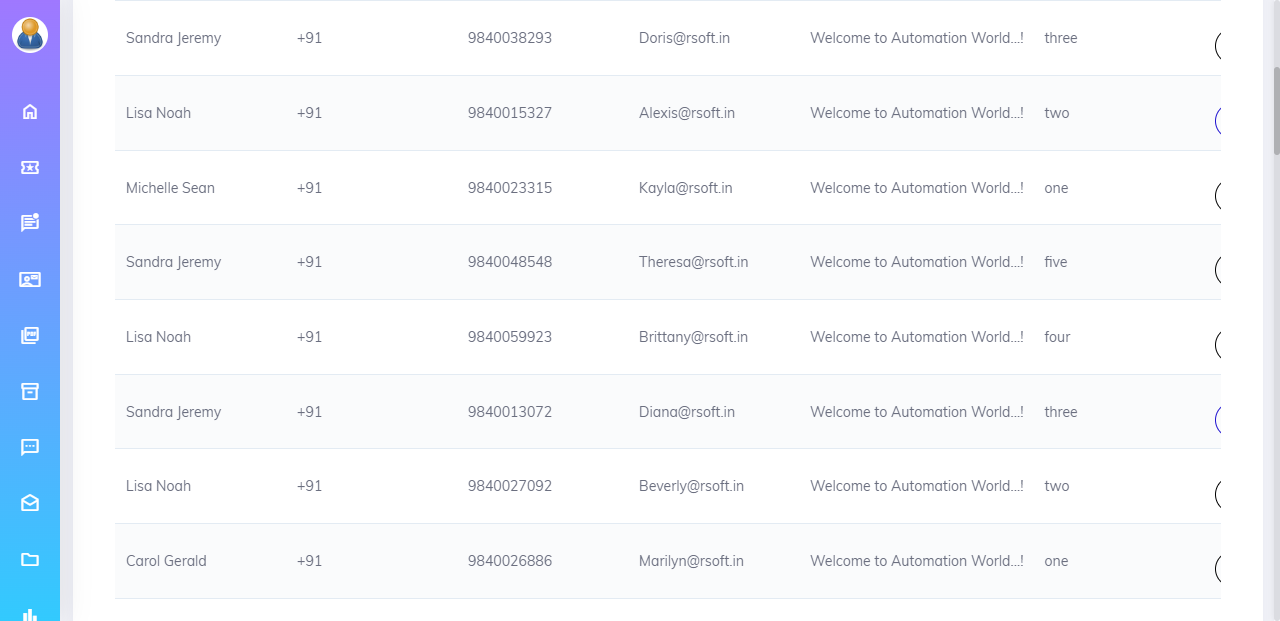 Sandra Jeremy +91 9840038293 Doris@rsoft.in Welcome to Automation World...! three
Lisa Noah +91 9840015327 Alexis@rsoft.in Welcome to Automation World...! two
Michelle Sean +91 9840023315 Kayla@rsoft.in Welcome to Automation World...! one
Sandra Jeremy +91 9840048548 Theresa@rsoft.in Welcome to Automation World...! five
Lisa Noah +91 9840059923 Brittany@rsoft.in Welcome to Automation World...! four
Sandra Jeremy +91 9840013072 Diana@rsoft.in Welcome to Automation World...! three
Lisa Noah +91 9840027092 Beverly@rsoft.in Welcome to Automation World...! two
Carol Gerald +91 9840026886 Marilyn@rsoft.in Welcome to Automation World...! one